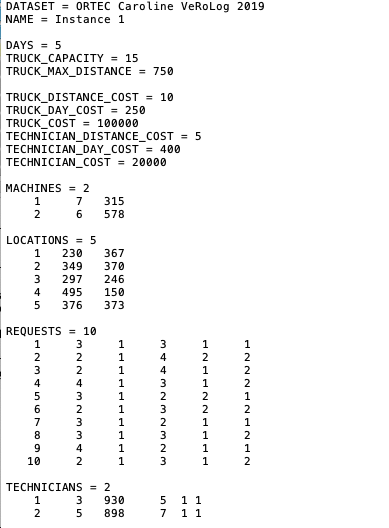 DATASET = ORTEC Caroline VeRoLog 2019
NAME = Instance 1
DAYS = 5
TRUCK_CAPACITY = 15
TRUCK_MAX_DISTANCE = 750
TRUCK_DISTANCE_COST = 10
TRUCK_DAY_COST = 250
TRUCK_COST = 100000
TECHNICIAN_DISTANCE_COST = 5
TECHNICIAN_DAY_COST = 400
TECHNICIAN_COST = 20000
MACHINES = 2
1 7 315
2 6 578
LOCATIONS = 5
1 230 367
2 349 370
3 297 246
4 495 150
5 376 373
REQUESTS = 10
1 3 1 3 1 1
2 2 1 4 2 2
3 2 1 4 1 2
4 4 1 3 1 2
5 3 1 2 2 1
6 2 1 3 2 2
7 3 1 2 1 1
8 3 1 3 1 2
9 4 1 2 1 1
10 2 1 3 1 2
TECHNICIANS = 2
1 3 930 5 1 1
2 5 898 7 1 1